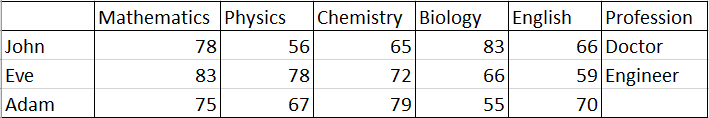 Mathematics Physics Chemistry Biology English Profession
John 78 56 65 83 66 Doctor
Eve 83 78 72 66 59 Engineer
Adam 75 67 79 55 70